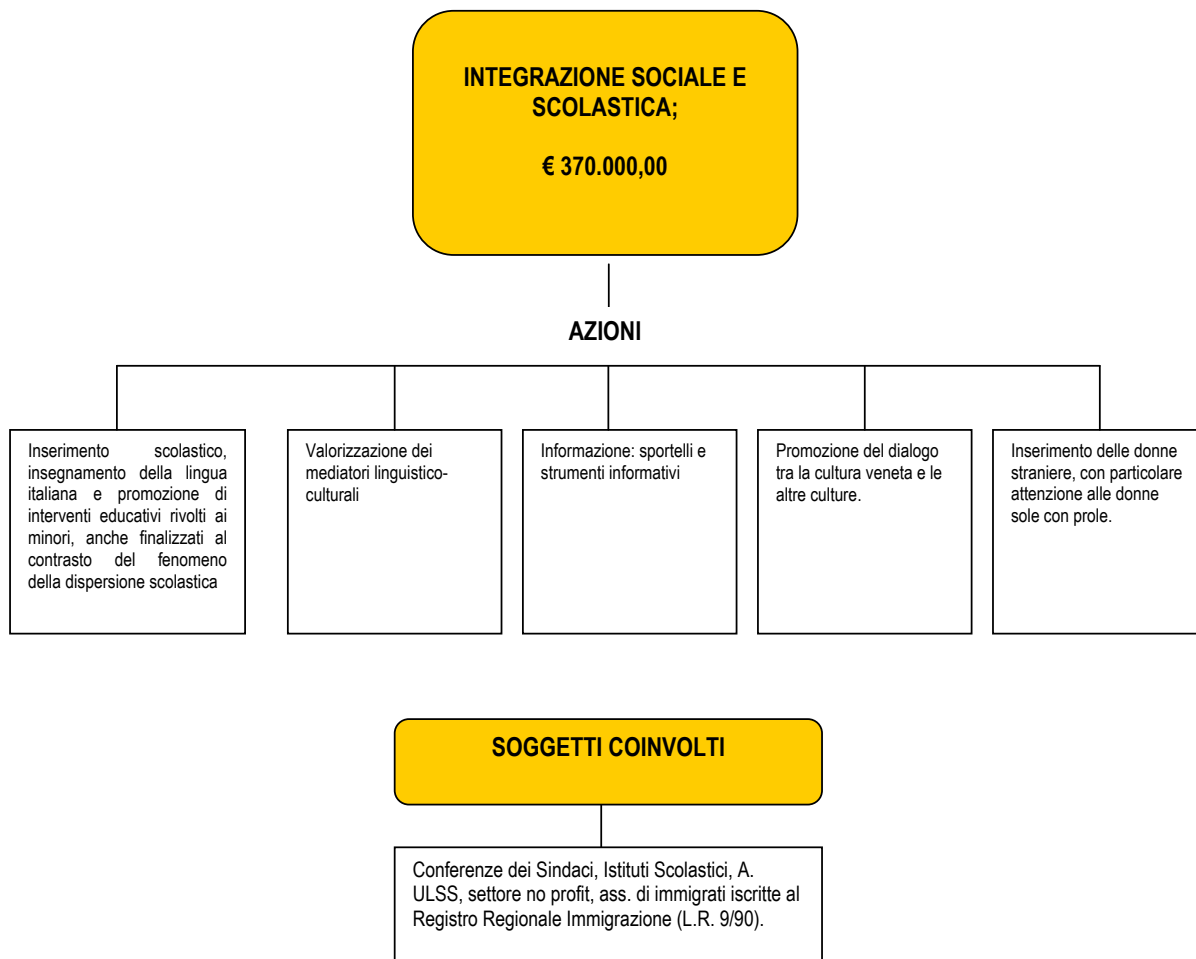 INTEGRAZIONE SOCIALE E
SCOLASTICA;
€ 370.000,00
AZIONI
Inserimento scolastico,
insegnamento della lingua
italiana e promozione di
interventi educativi rivolti ai
minori, anche finalizzati al
contrasto del fenomeno
della dispersione scolastica
Valorizzazione dei
mediatori linguistico-
culturali
Informazione: sportelli e
strumenti informativi
Promozione del dialogo
tra la cultura veneta e le
altre culture.
Inserimento delle donne
straniere, con particolare
attenzione alle donne
sole con prole.
SOGGETTI COINVOLTI
Conferenze dei Sindaci, Istituti Scolastici, A.
ULSS, settore no profit, ass. di immigrati iscritte al
Registro Regionale Immigrazione (L.R. 9/90).